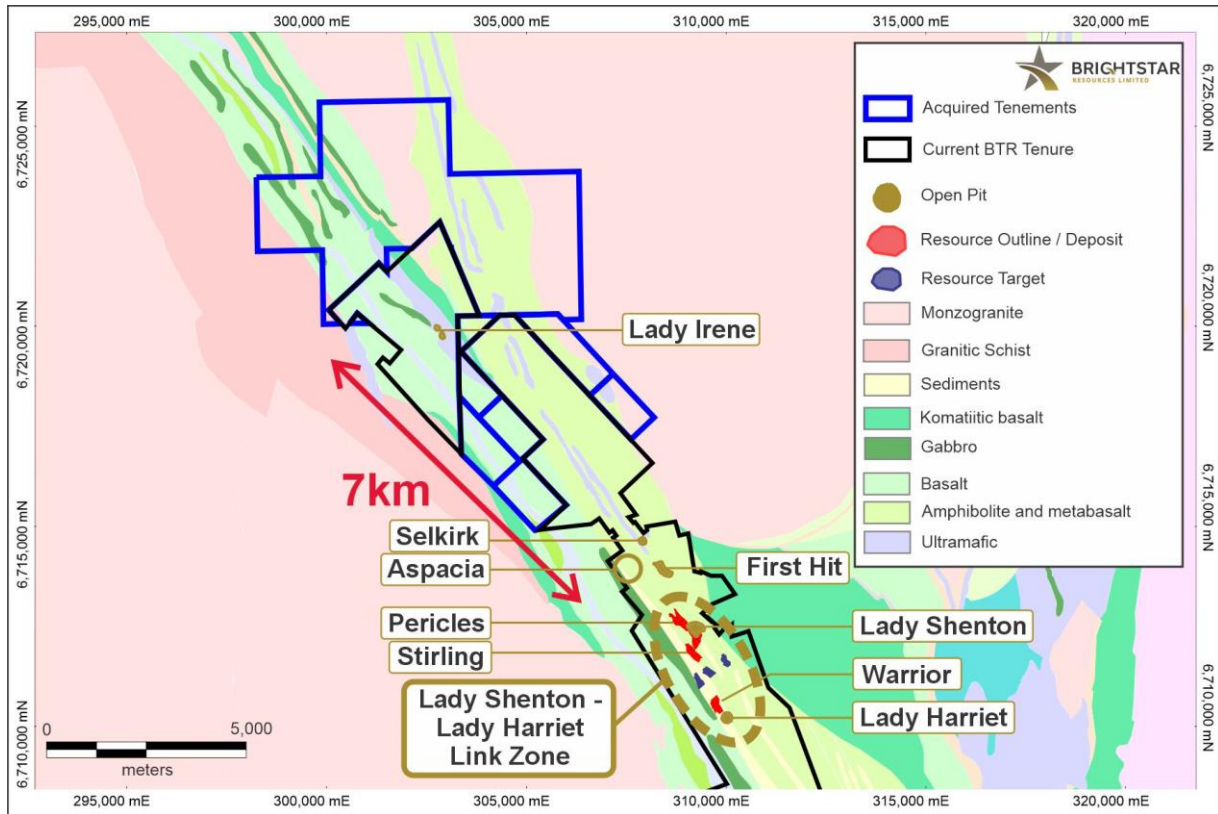 295,000 mE
300,000 mE
305,000 mE
310,000 mE
315,000 mE
320,000 mE
6,725,000 mN
6,720,000 mN
6,715,000 mN
6,710,000 mN
BRIGHTSTAR
RESOURCES LIMITED
Acquired Tenements
Current BTR Tenure
Open Pit
Resource Outline / Deposit
Resource Target
Monzogranite
Granitic Schist
Sediments
Komatiitic basalt
Gabbro
Basalt
Amphibolite and metabasalt
Ultramafic
Lady Irene
7km
Selkirk
Aspacia
First Hit
Pericles
Stirling
Lady Shenton
Warrior
Lady Harriet
Lady Shenton -
Lady Harriet
Link Zone
0
5,000
meters
6,725,000 mN
6,720,000 mN
6,715,000 mN
6,710,000 mN
295,000 mE
300,000 mE
305,000 mE
310,000 mE
315,000 mE
320,000 mE